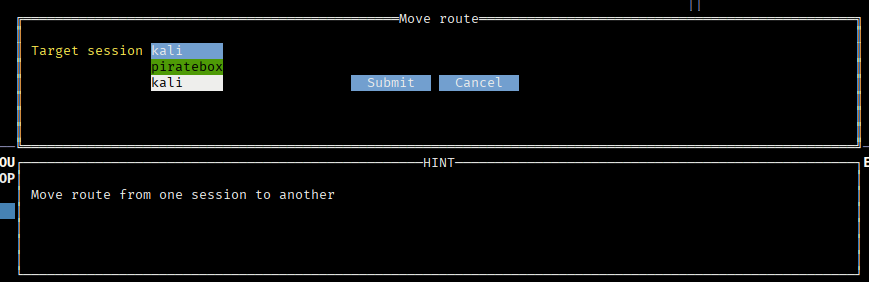 Move route
Target session kali
piratebox
kali Submit Cancel
OU HINT E
OP
Move route from one session to another